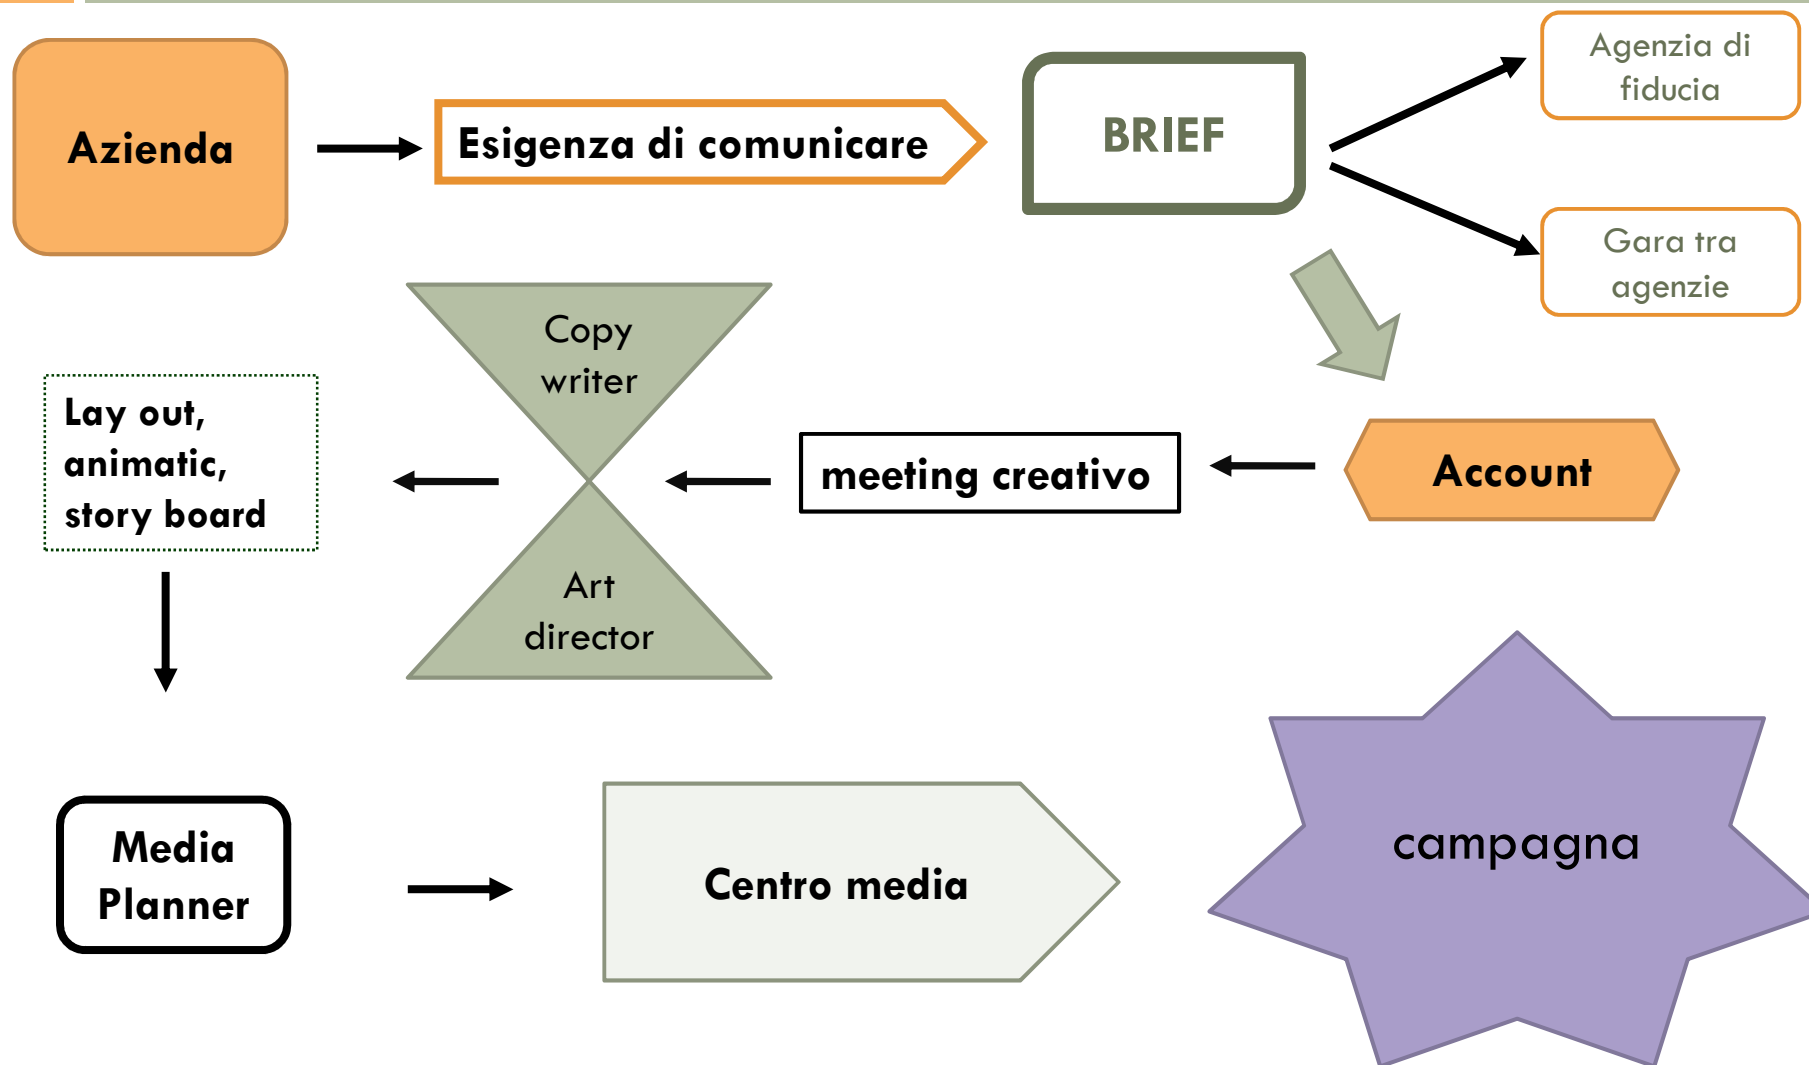 Azienda
Esigenza di comunicare
BRIEF
Agenzia di
fiducia
Gara tra
agenzie
Copy
writer
Lay out,
animatic,
story board
meeting creativo
Account
Art
director
Media
Planner
Centro media
campagna